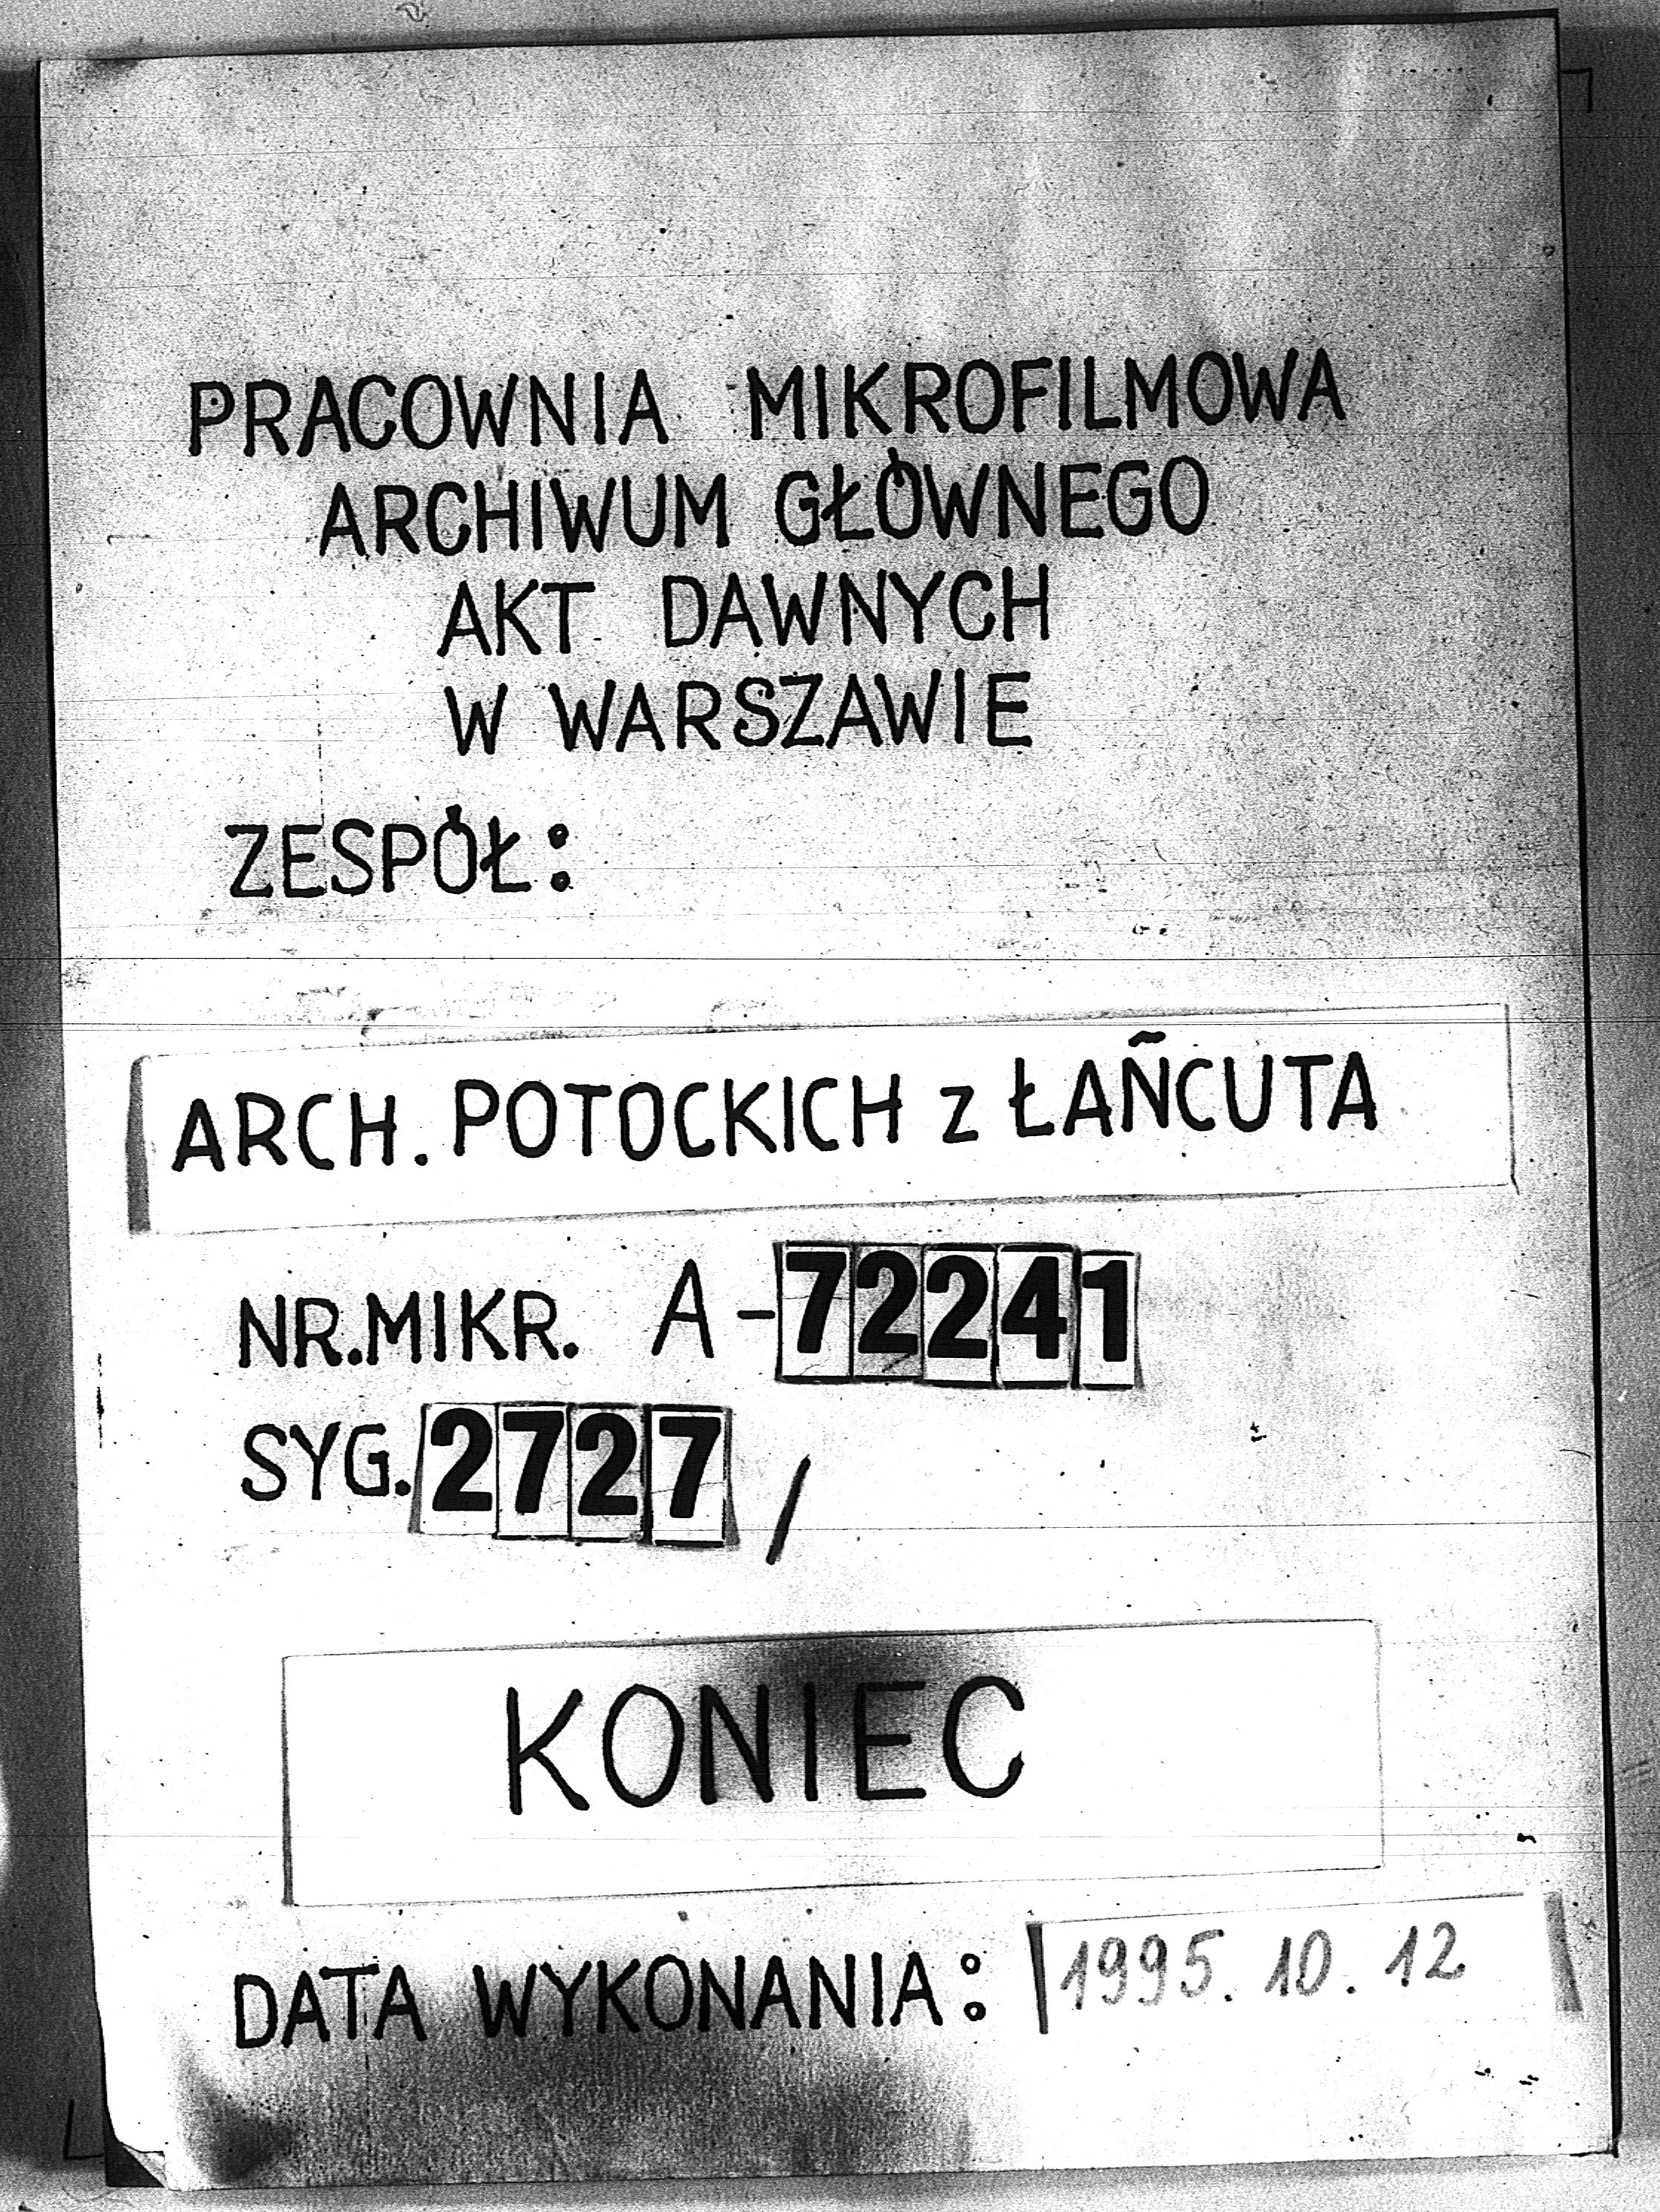 PRACOWNIA MIKROFILMOWA
ARCHIWUM GŁÓWNEGO
AKT DAWNYCH
W WARSZAWIE
ZESPÓŁ:
ARCH. POTOCKICH z ŁAŃCUTA
NR.MIKR. A-72241
SYG. 2727 /
KONIEC
DATA WYKONANIA: 1995.10.12